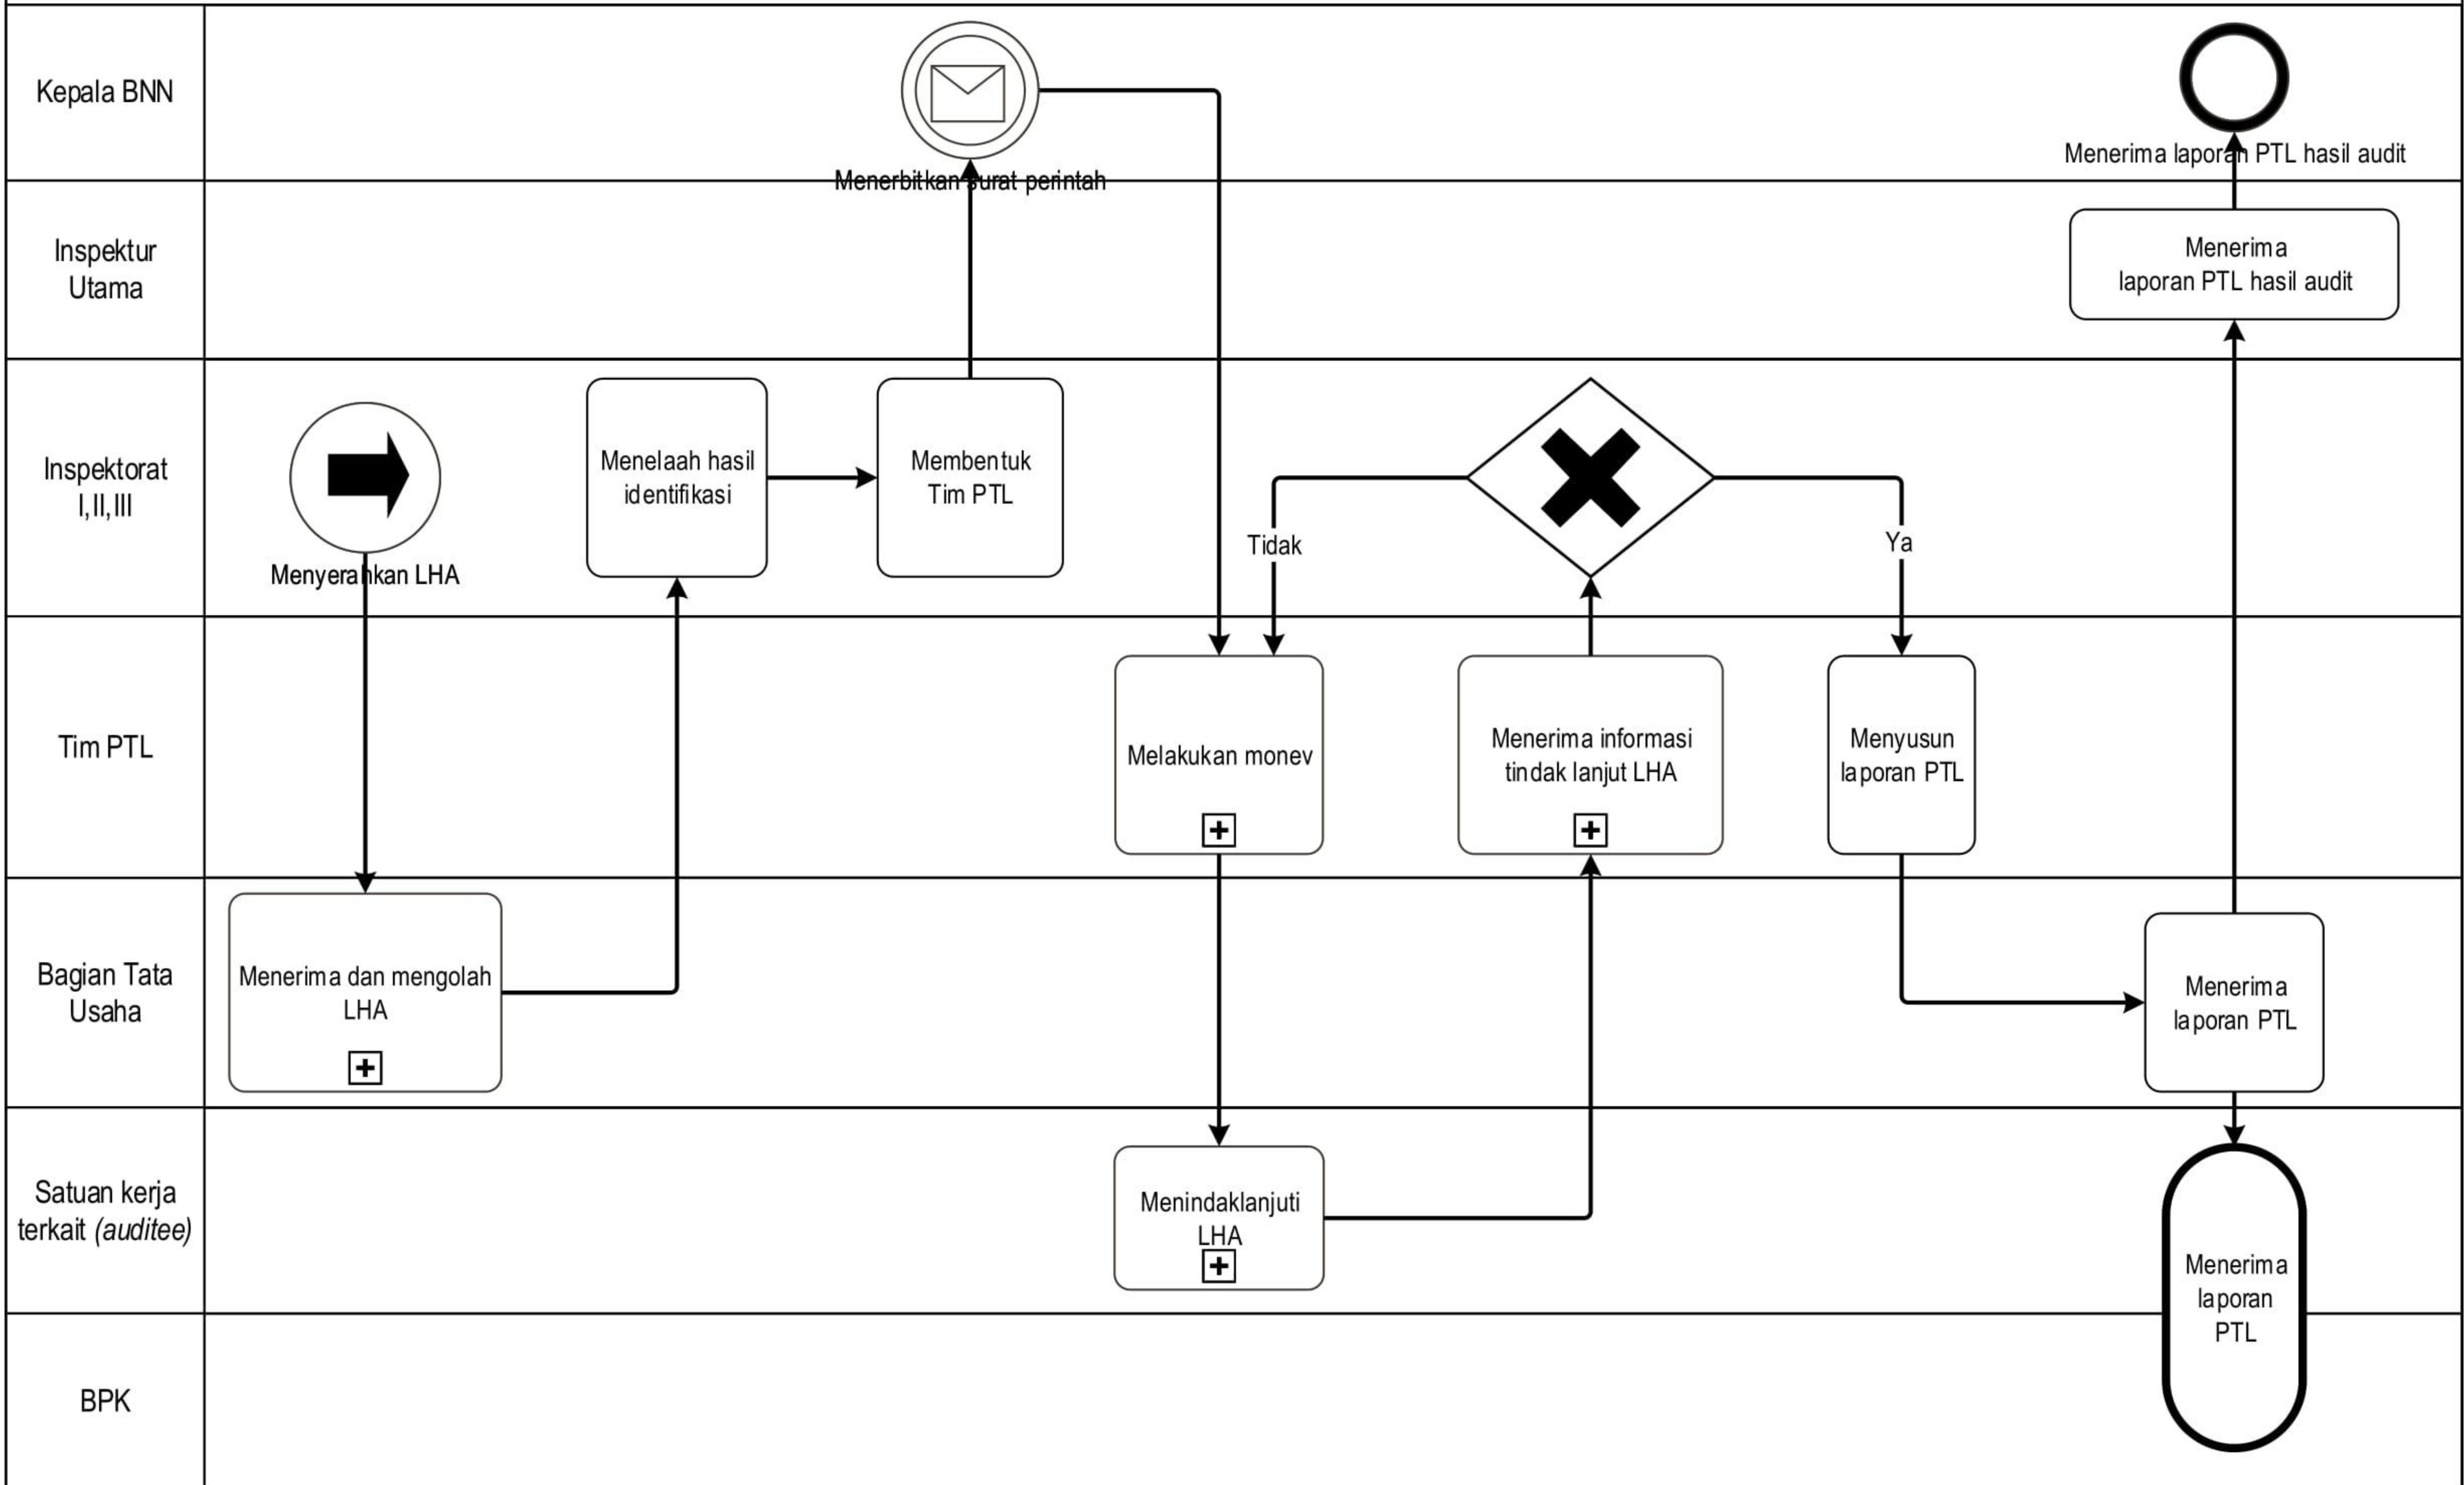 Kepala BNN
Menerbitkan surat perintah
Menerima laporan PTL hasil audit
Inspektur
Utama
Menerima
laporan PTL hasil audit
Inspektorat
I,II,III
Menyerahkan LHA
Menelaah hasil
identifikasi
Membentuk
Tim PTL
Tidak
Ya
Tim PTL
Melakukan monev
Menerima informasi
tindak lanjut LHA
Menyusun
laporan PTL
Bagian Tata
Usaha
Menerima dan mengolah
LHA
Menerima
laporan PTL
Satuan kerja
terkait (auditee)
Menindaklanjuti
LHA
Menerima
laporan
PTL
BPK